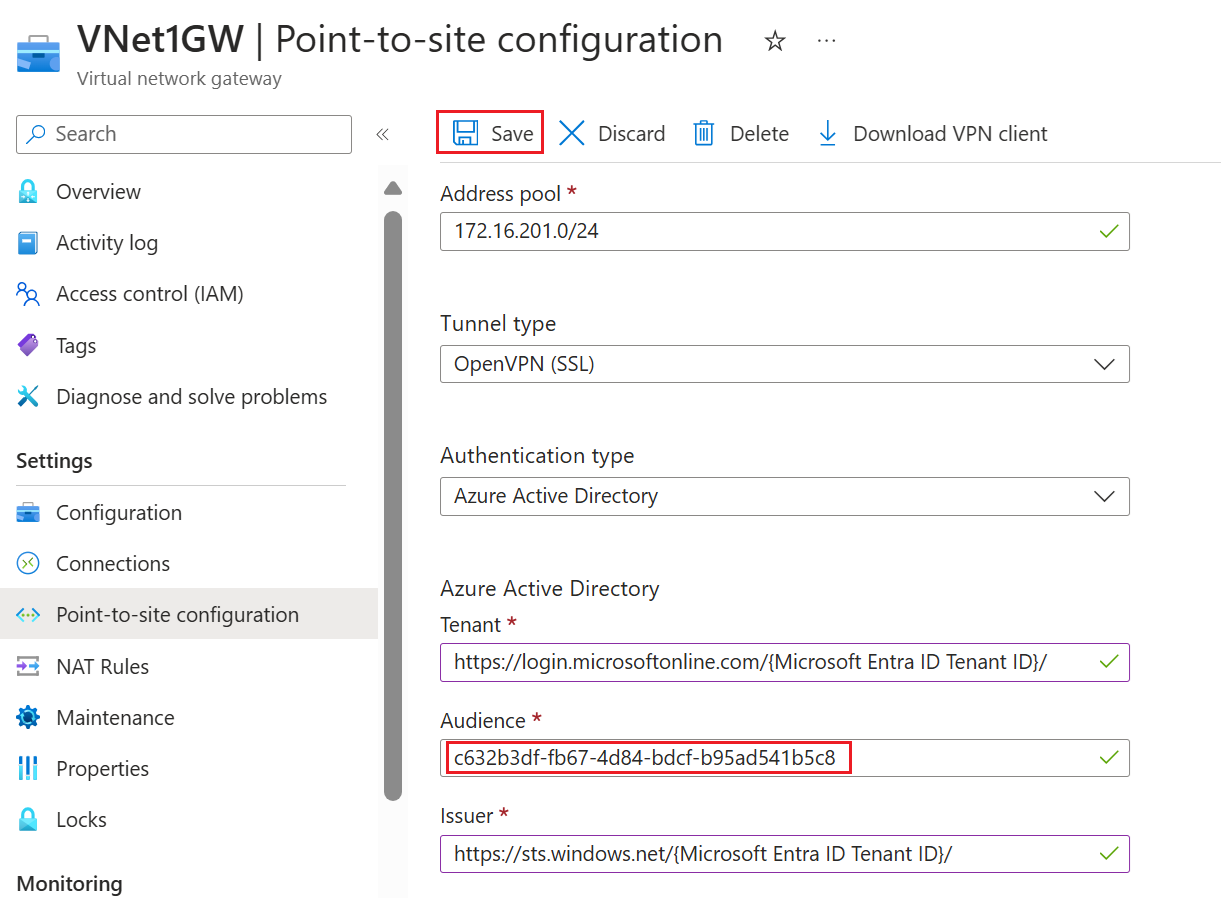 VNet1GW | Point-to-site configuration
Virtual network gateway
Search
Overview
Activity log
Access control (IAM)
Tags
Diagnose and solve problems
Settings
Configuration
Connections
Point-to-site configuration
NAT Rules
Maintenance
Properties
Locks
Monitoring
Save Discard Delete Download VPN client
Address pool *
172.16.201.0/24
Tunnel type
OpenVPN (SSL)
Authentication type
Azure Active Directory
Azure Active Directory
Tenant *
https://login.microsoftonline.com/{Microsoft Entra ID Tenant ID}/
Audience *
c632b3df-fb67-4d84-bdcf-b95ad541b5c8
Issuer *
https://sts.windows.net/{Microsoft Entra ID Tenant ID}/